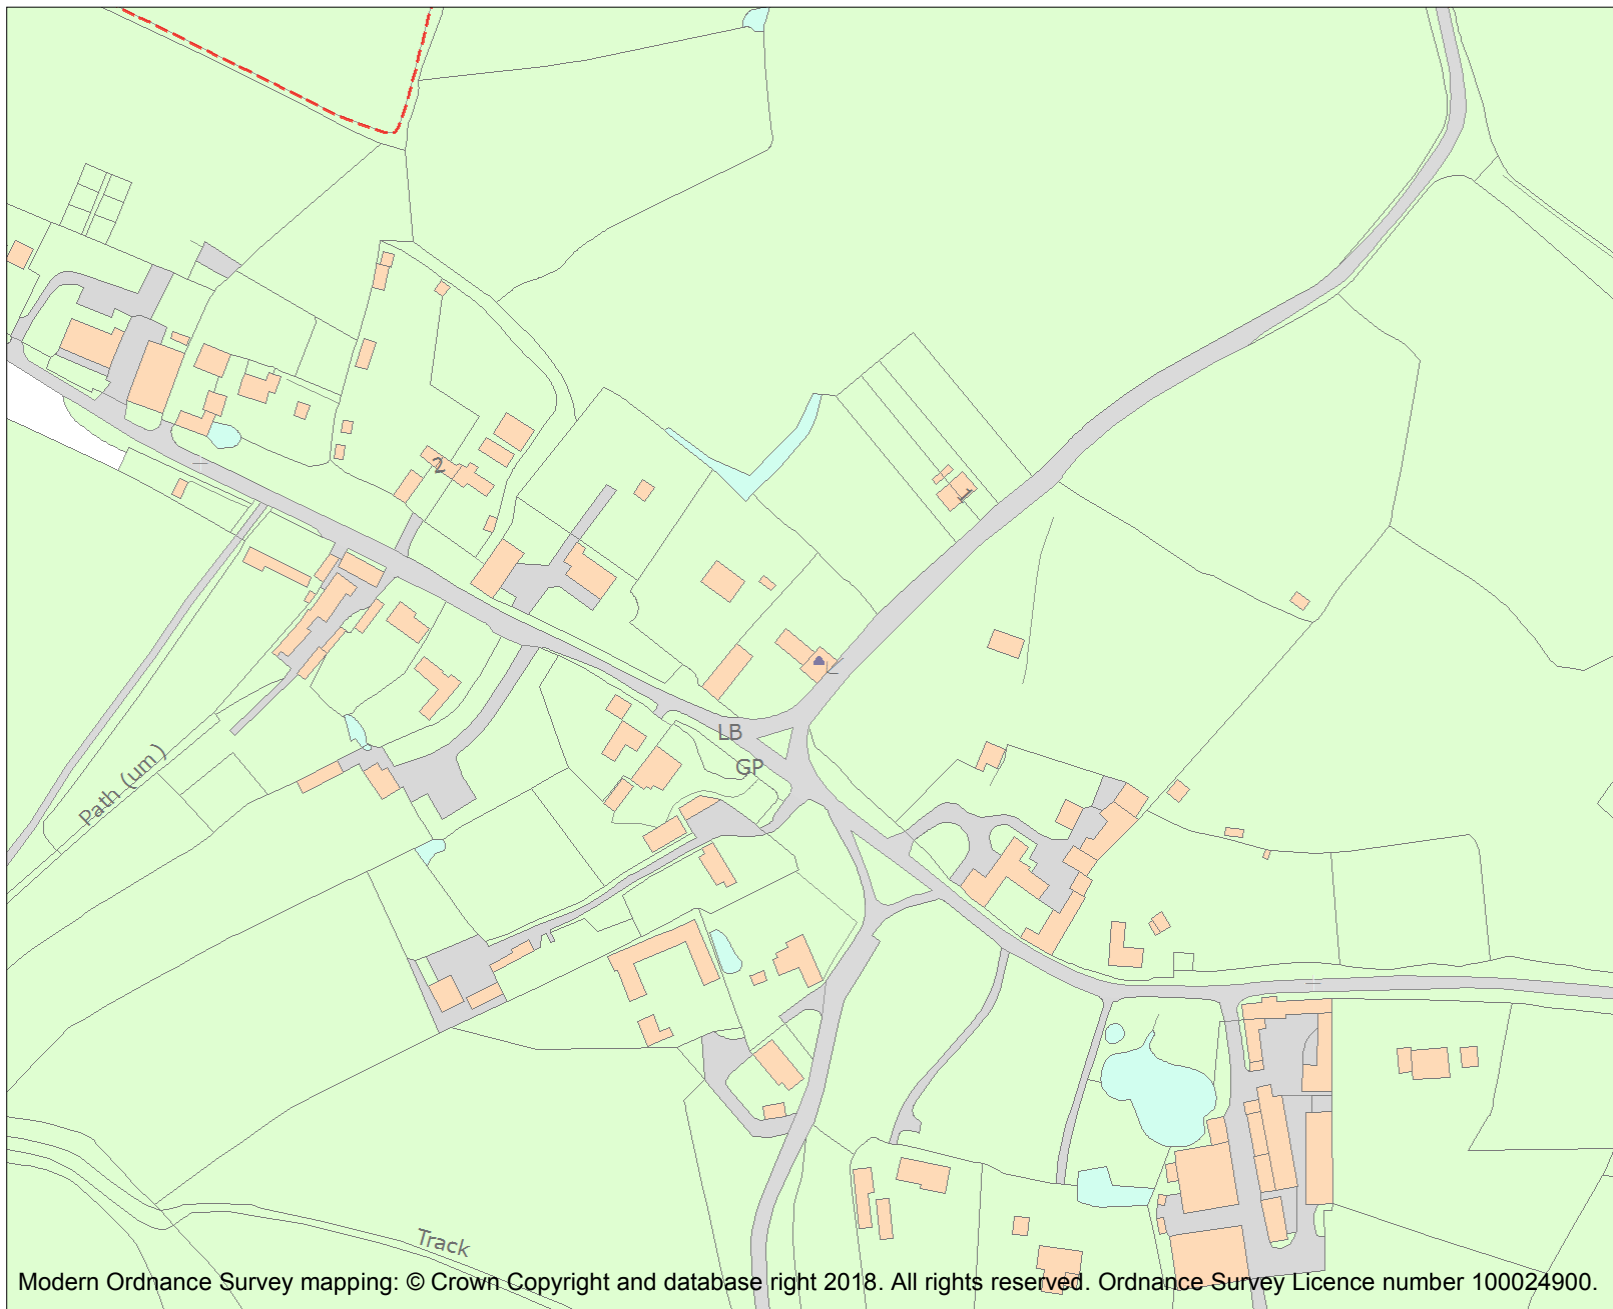 2
1
LB
GP
Path (um)
Track
Modern Ordnance Survey mapping: © Crown Copyright and database right 2018. All rights reserved. Ordnance Survey Licence number 100024900.